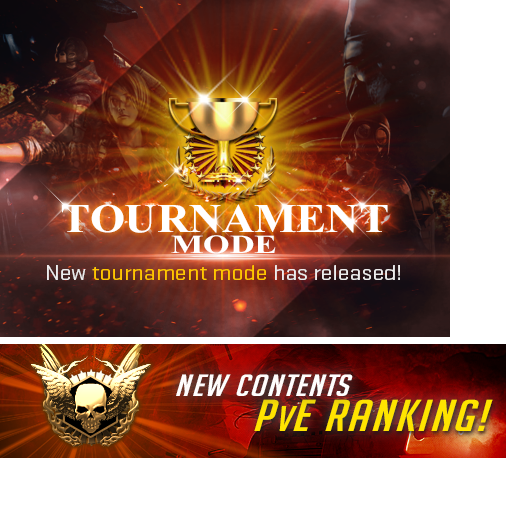 TOURNAMENT
MODE
New tournament mode has released!
NEW CONTENTS
PvE RANKING!